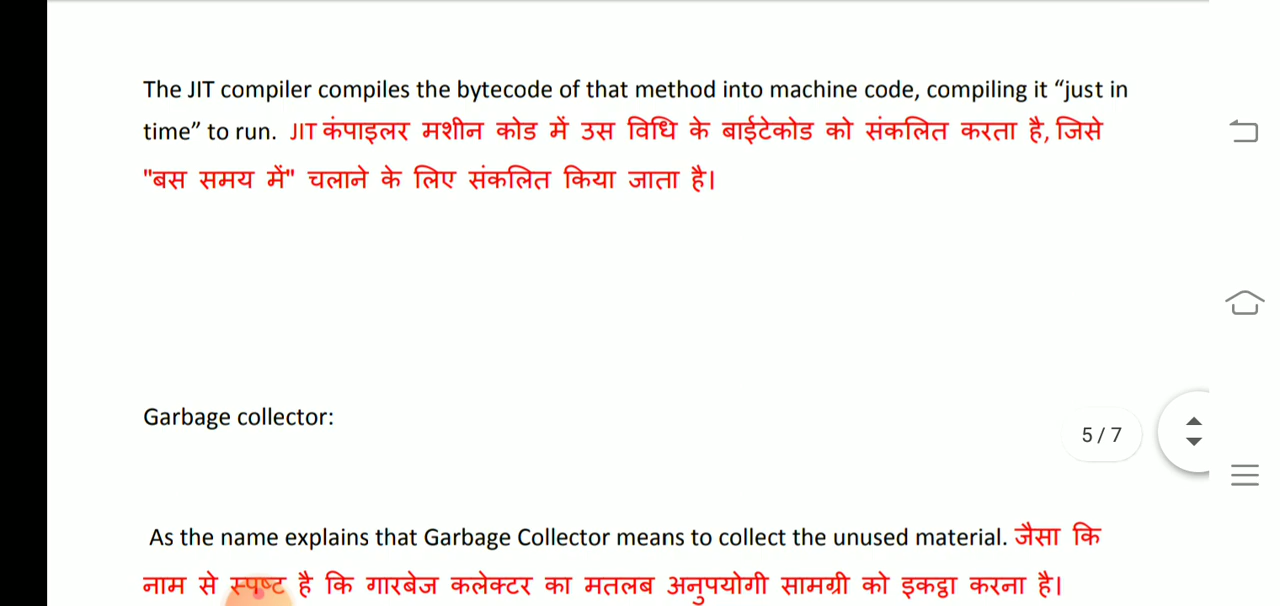 The JIT compiler compiles the bytecode of that method into machine code, compiling it “just in
time” to run. JIT कंपाइलर मशीन कोड में उस विधि के बाईटेकोड को संकलित करता है, जिसे
"बस समय में" चलाने के लिए संकलित किया जाता है।
Garbage collector:
5 / 7
As the name explains that Garbage Collector means to collect the unused material. जैसा कि
नाम से स्पष्ट है कि गारबेज कलेक्टर का मतलब अनुपयोगी सामग्री को इकट्ठा करना है।